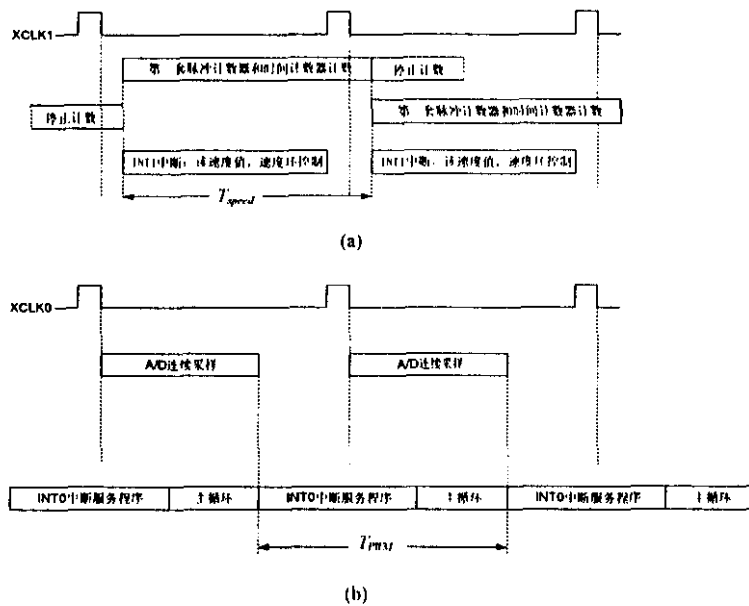 XCLK1
第 套脉冲计数器和时间计数器计数
停止计数
停止计数
第 套脉冲计数器和时间计数器计数
INT1中断：读速度值，速度环控制
INT1中断：读速度值，速度环控制
Tspeed
(a)
XCLK0
A/D连续采样
A/D连续采样
INT0中断服务程序
主循环
INT0中断服务程序
主循环
INT0中断服务程序
主循环
TPWM
(b)